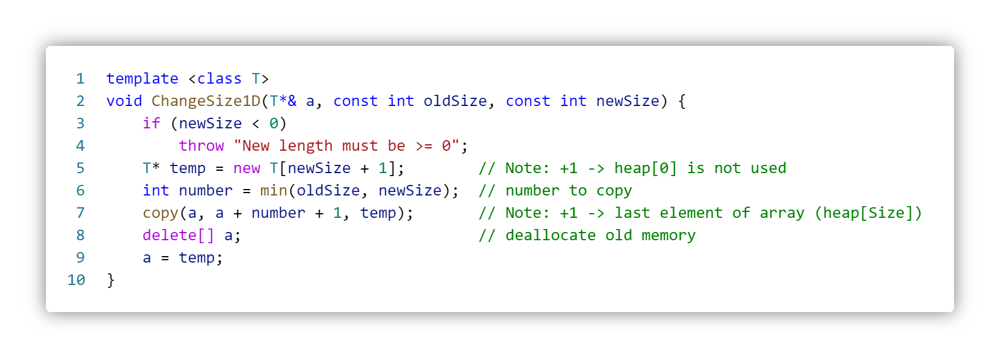 1 template <class T>
2 void ChangeSize1D(T*& a, const int oldSize, const int newSize) {
3     if (newSize < 0)
4         throw "New length must be >= 0";
5     T* temp = new T[newSize + 1];        // Note: +1 -> heap[0] is not used
6     int number = min(oldSize, newSize);  // number to copy
7     copy(a, a + number + 1, temp);       // Note: +1 -> last element of array (heap[Size])
8     delete[] a;                          // deallocate old memory
9     a = temp;
10 }